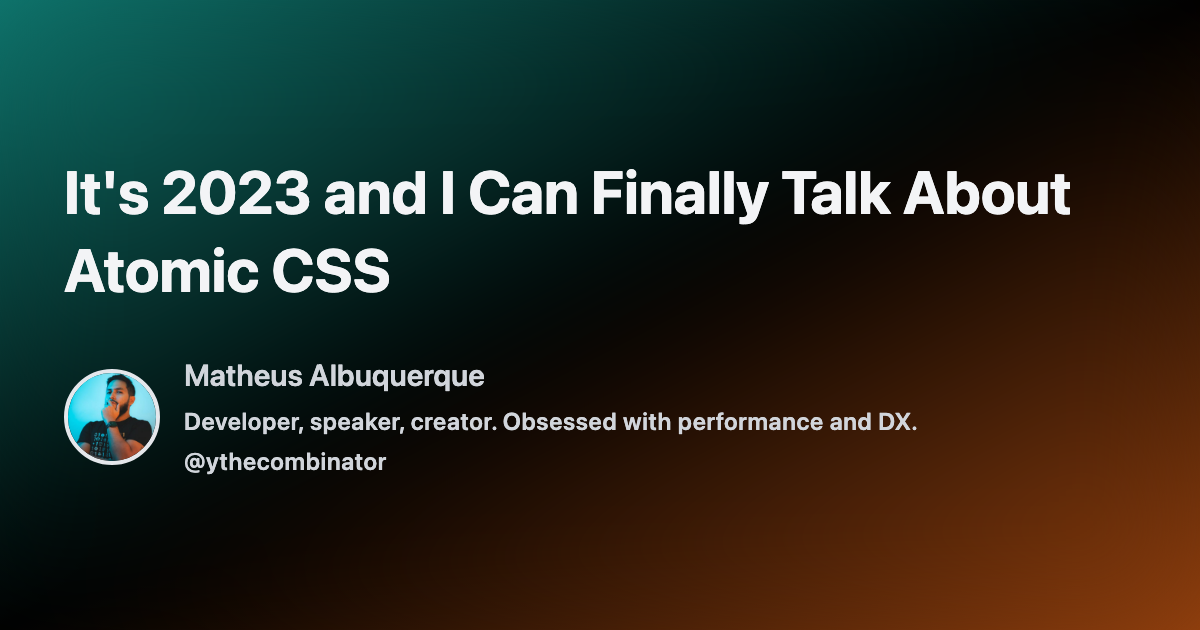 It's 2023 and I Can Finally Talk About
Atomic CSS
Matheus Albuquerque
Developer, speaker, creator. Obsessed with performance and DX.
@ythecombinator